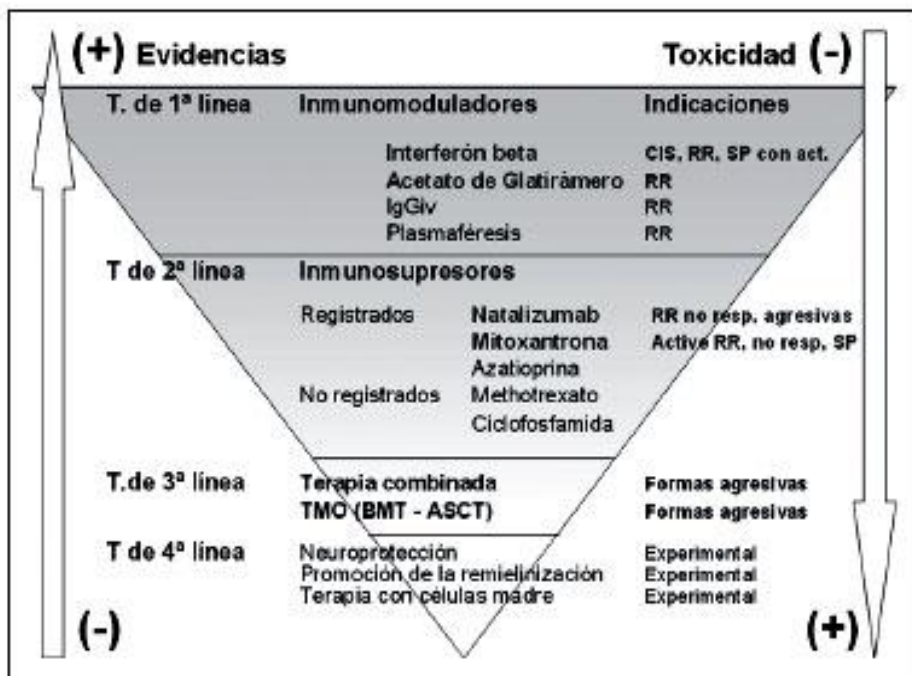 (+) Evidencias Toxicidad (-)
T. de 1ª línea Inmunomoduladores Indicaciones
Interferón beta CIS, RR, SP con act.
Acetato de Glatirámero RR
IgGiv RR
Plasmaféresis RR
T de 2ª línea Inmunosupresores
Registrados Natalizumab RR no resp. agresivas
Mitoxantrona Active RR, no resp, SP
Azatioprina
No registrados Methotrexato
Ciclofosfamida
T.de 3ª línea Terapia combinada Formas agresivas
TMO (BMT - ASCT) Formas agresivas
T de 4ª línea Neuroprotección Experimental
Promoción de la remielinización Experimental
Terapia con células mádre Experimental
(-) (+)